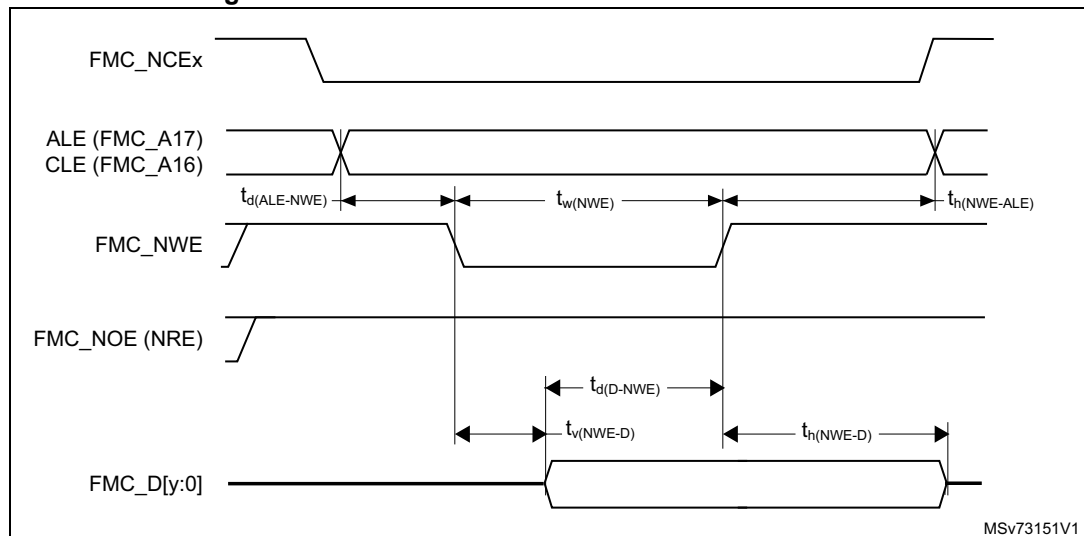 FMC_NCEx
ALE (FMC_A17)
CLE (FMC_A16)
td(ALE-NWE) tw(NWE) th(NWE-ALE)
FMC_NWE
FMC_NOE (NRE)
td(D-NWE)
tv(NWE-D) th(NWE-D)
FMC_D[y:0]
MSv73151V1